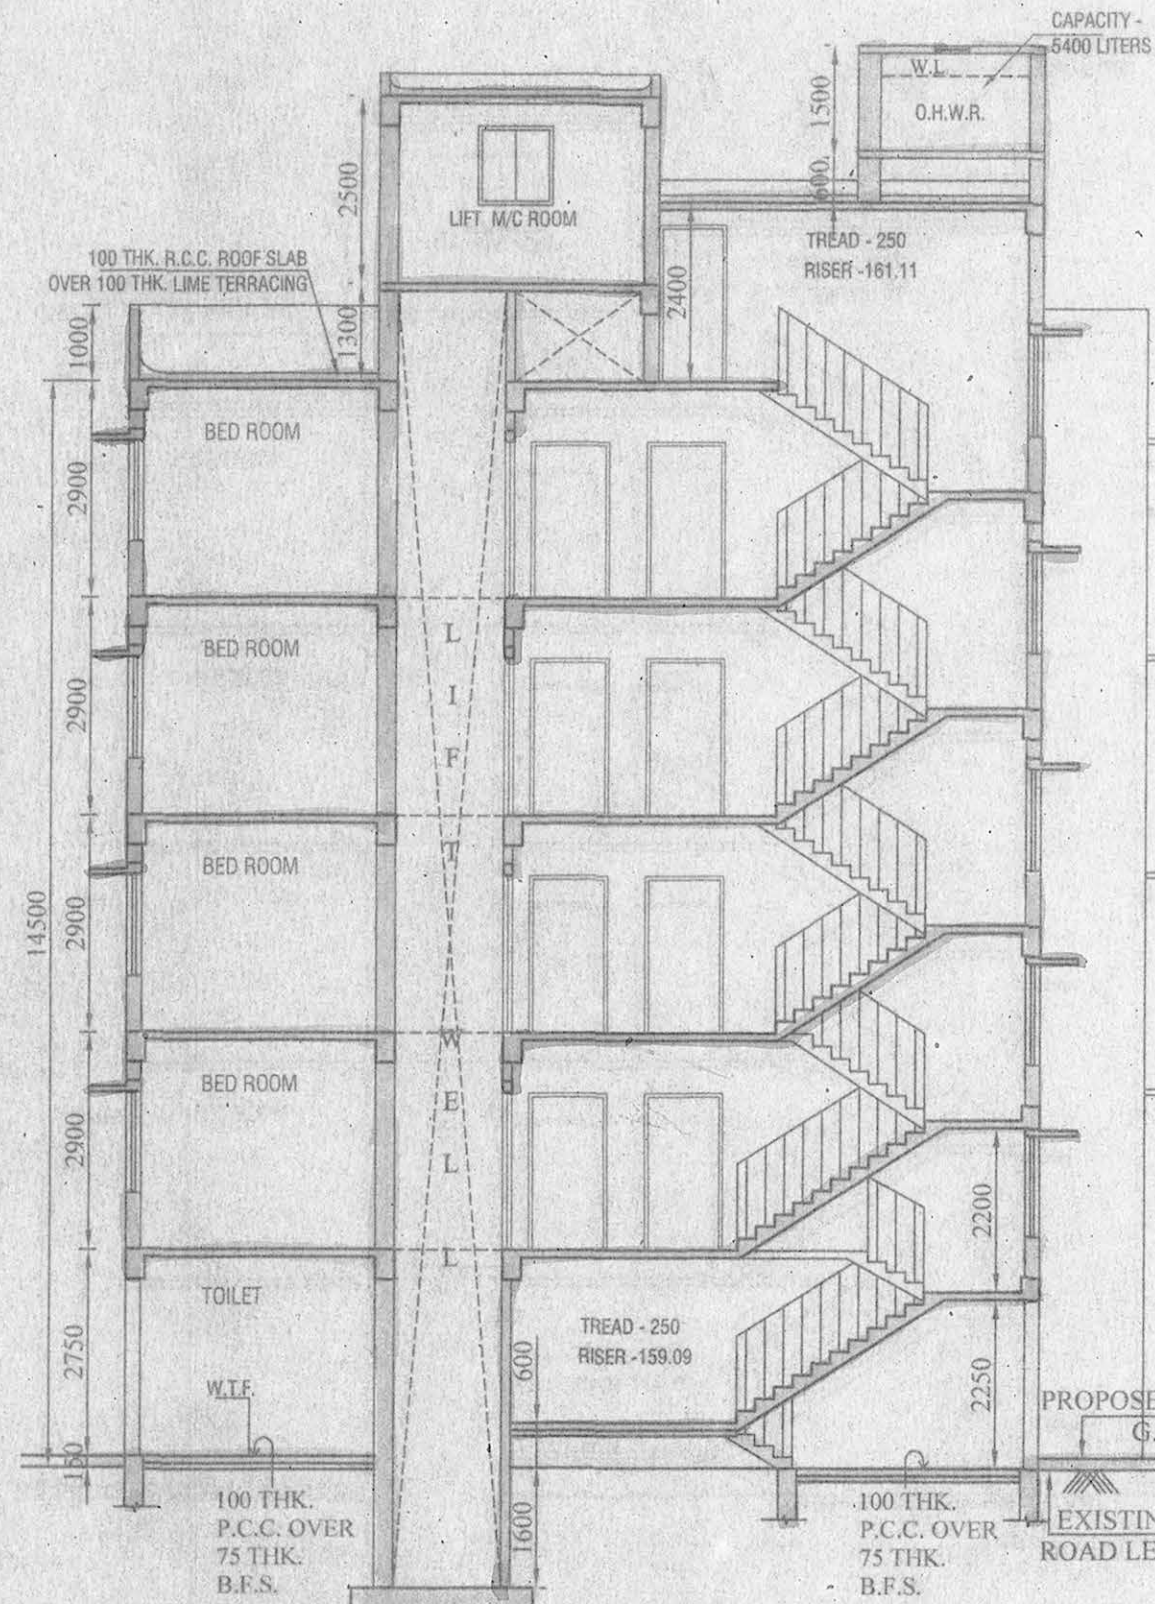 CAPACITY -
5400 LITERS
W.L.
O.H.W.R.
1500
600
LIFT M/C ROOM
2500
TREAD - 250
RISER -161.11
100 THK. R.C.C. ROOF SLAB
OVER 100 THK. LIME TERRACING
2400
1300
1000
BED ROOM
2900
BED ROOM
2900
BED ROOM
2900
14500
BED ROOM
2900
LIFT WELL
2200
TOILET
TREAD - 250
RISER -159.09
600
2750
2250
W.T.F.
PROPOSE
G.
150
100 THK.
P.C.C. OVER
75 THK.
B.F.S.
1600
100 THK.
P.C.C. OVER
75 THK.
B.F.S.
EXISTIN
ROAD LE